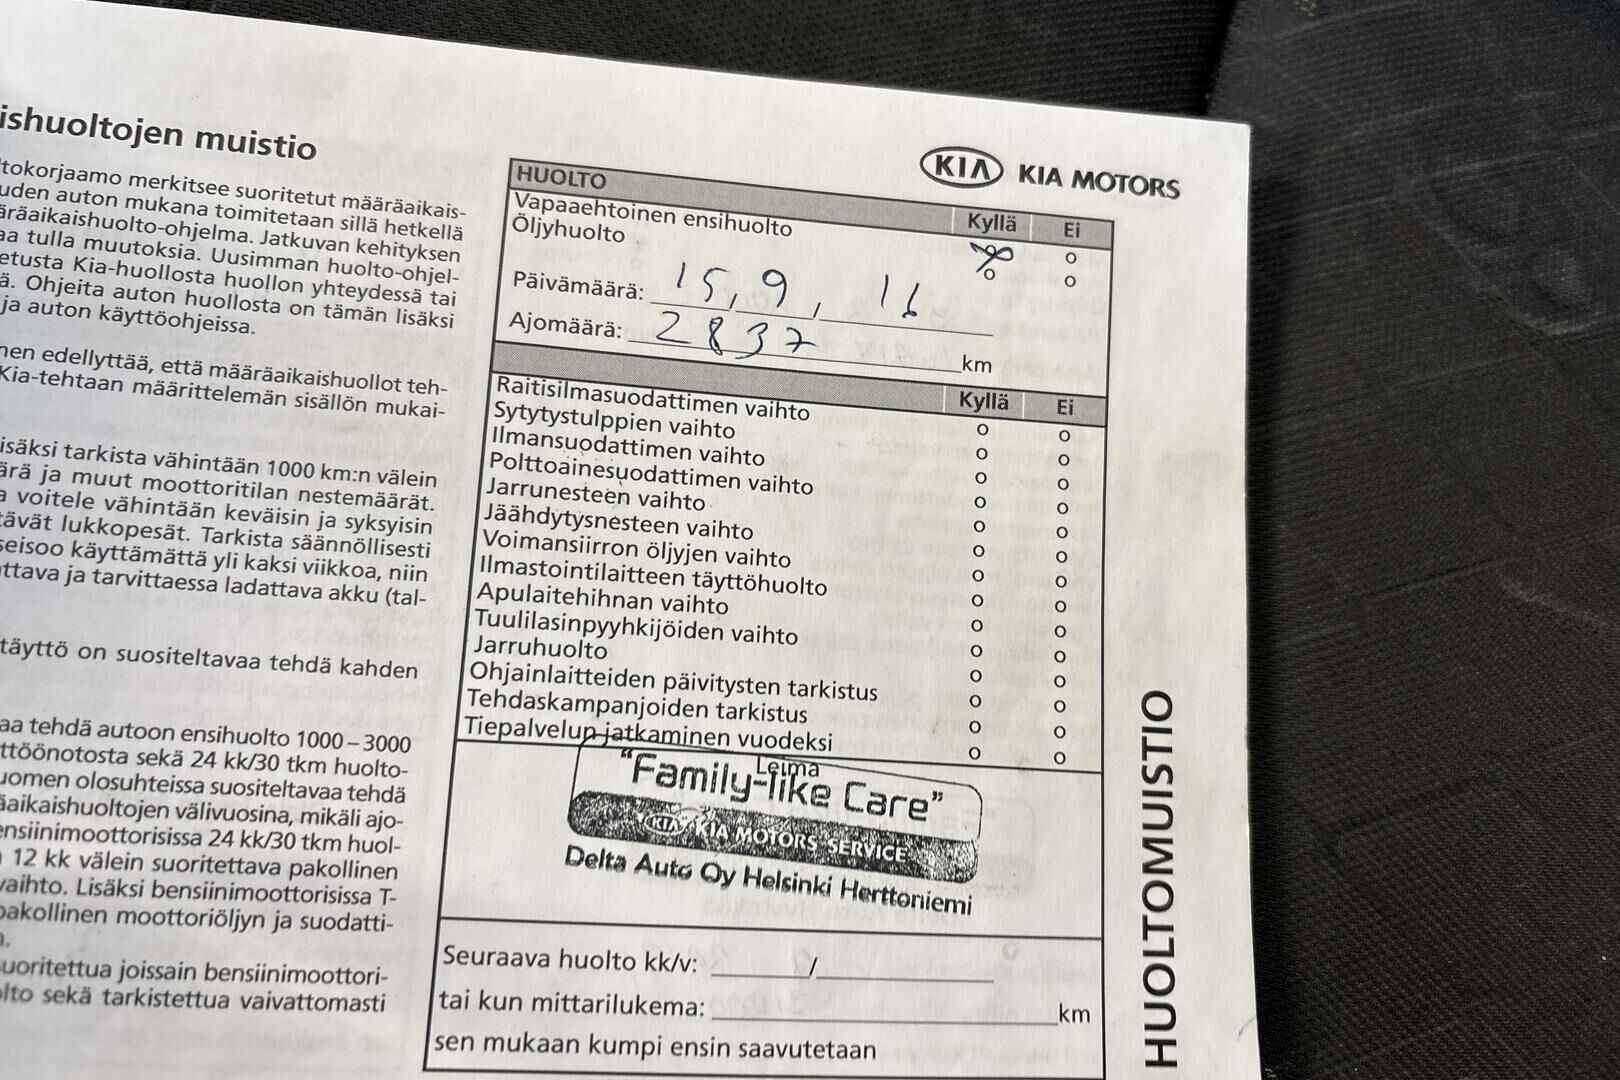 ishuoltojen muistio
tokorjaamo merkitsee suoritetut määräaikais-
uden auton mukana toimitetaan sillä hetkellä
äräaikaishuolto-ohjelma. Jatkuvan kehityksen
aa tulla muutoksia. Uusimman huolto-ohjel-
etusta Kia-huollosta huollon yhteydessä tai
ä. Ohjeita auton huollosta on tämän lisäksi
ja auton käyttöohjeissa.
nen edellyttää, että määräaikaishuollot teh-
Kia-tehtaan määrittelemän sisällön mukai-
isäksi tarkista vähintään 1000 km:n välein
ärä ja muut moottoritilan nestemäärät.
a voitele vähintään keväisin ja syksyisin
tävät lukkopesät. Tarkista säännöllisesti
seisoo käyttämättä yli kaksi viikkoa, niin
attava ja tarvittaessa ladattava akku (tal-
täyttö on suositeltavaa tehdä kahden
aa tehdä autoon ensihuolto 1000 – 3000
ttöönotosta sekä 24 kk/30 tkm huolto-
uomen olosuhteissa suositeltavaa tehdä
äaikaishuoltojen välivuosina, mikäli ajo-
ensiinimoottorisissa 24 kk/30 tkm huol-
12 kk välein suoritettava pakollinen
vaihto. Lisäksi bensiinimoottorisissa T-
pakollinen moottoriöljyn ja suodatti-
uoritettua joissain bensiinimoottori-
olto sekä tarkistettua vaivattomasti
KIA KIA MOTORS
HUOLTO Kyllä Ei
Vapaaehtoinen ensihuolto o
Öljyhuolto o o
Päivämäärä: 15, 9, 16
Ajomäärä: 2837 km
Kyllä Ei
Raitisilmasuodattimen vaihto o o
Sytytystulppien vaihto o o
Ilmansuodattimen vaihto o o
Polttoainesuodattimen vaihto o o
Jarrunesteen vaihto o o
Jäähdytysnesteen vaihto o o
Voimansiirron öljyjen vaihto o o
Ilmastointilaitteen täyttöhuolto o o
Apulaitehihnan vaihto o o
Tuulilasinpyyhkijöiden vaihto o o
Jarruhuolto o o
Ohjainlaitteiden päivitysten tarkistus o o
Tehdaskampanjoiden tarkistus o o
Tiepalvelun jatkaminen vuodeksi o o
Leima
"Family-like Care"
KIA KIA MOTORS SERVICE
Delta Auto Oy Helsinki Herttoniemi
Seuraava huolto kk/v: /
tai kun mittarilukema: km
sen mukaan kumpi ensin saavutetaan
HUOLTOMUISTIO